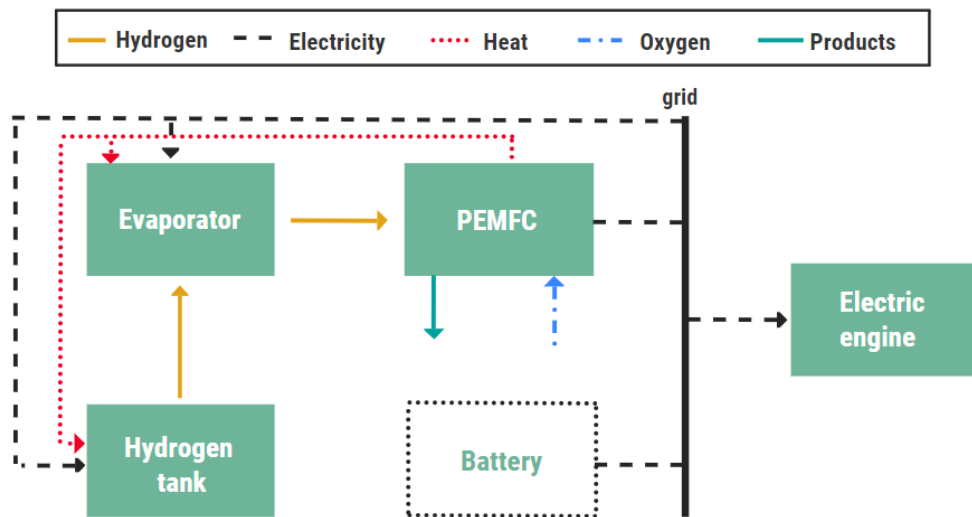 Hydrogen Electricity Heat Oxygen Products
grid
Evaporator
PEMFC
Electric
engine
Hydrogen
tank
Battery